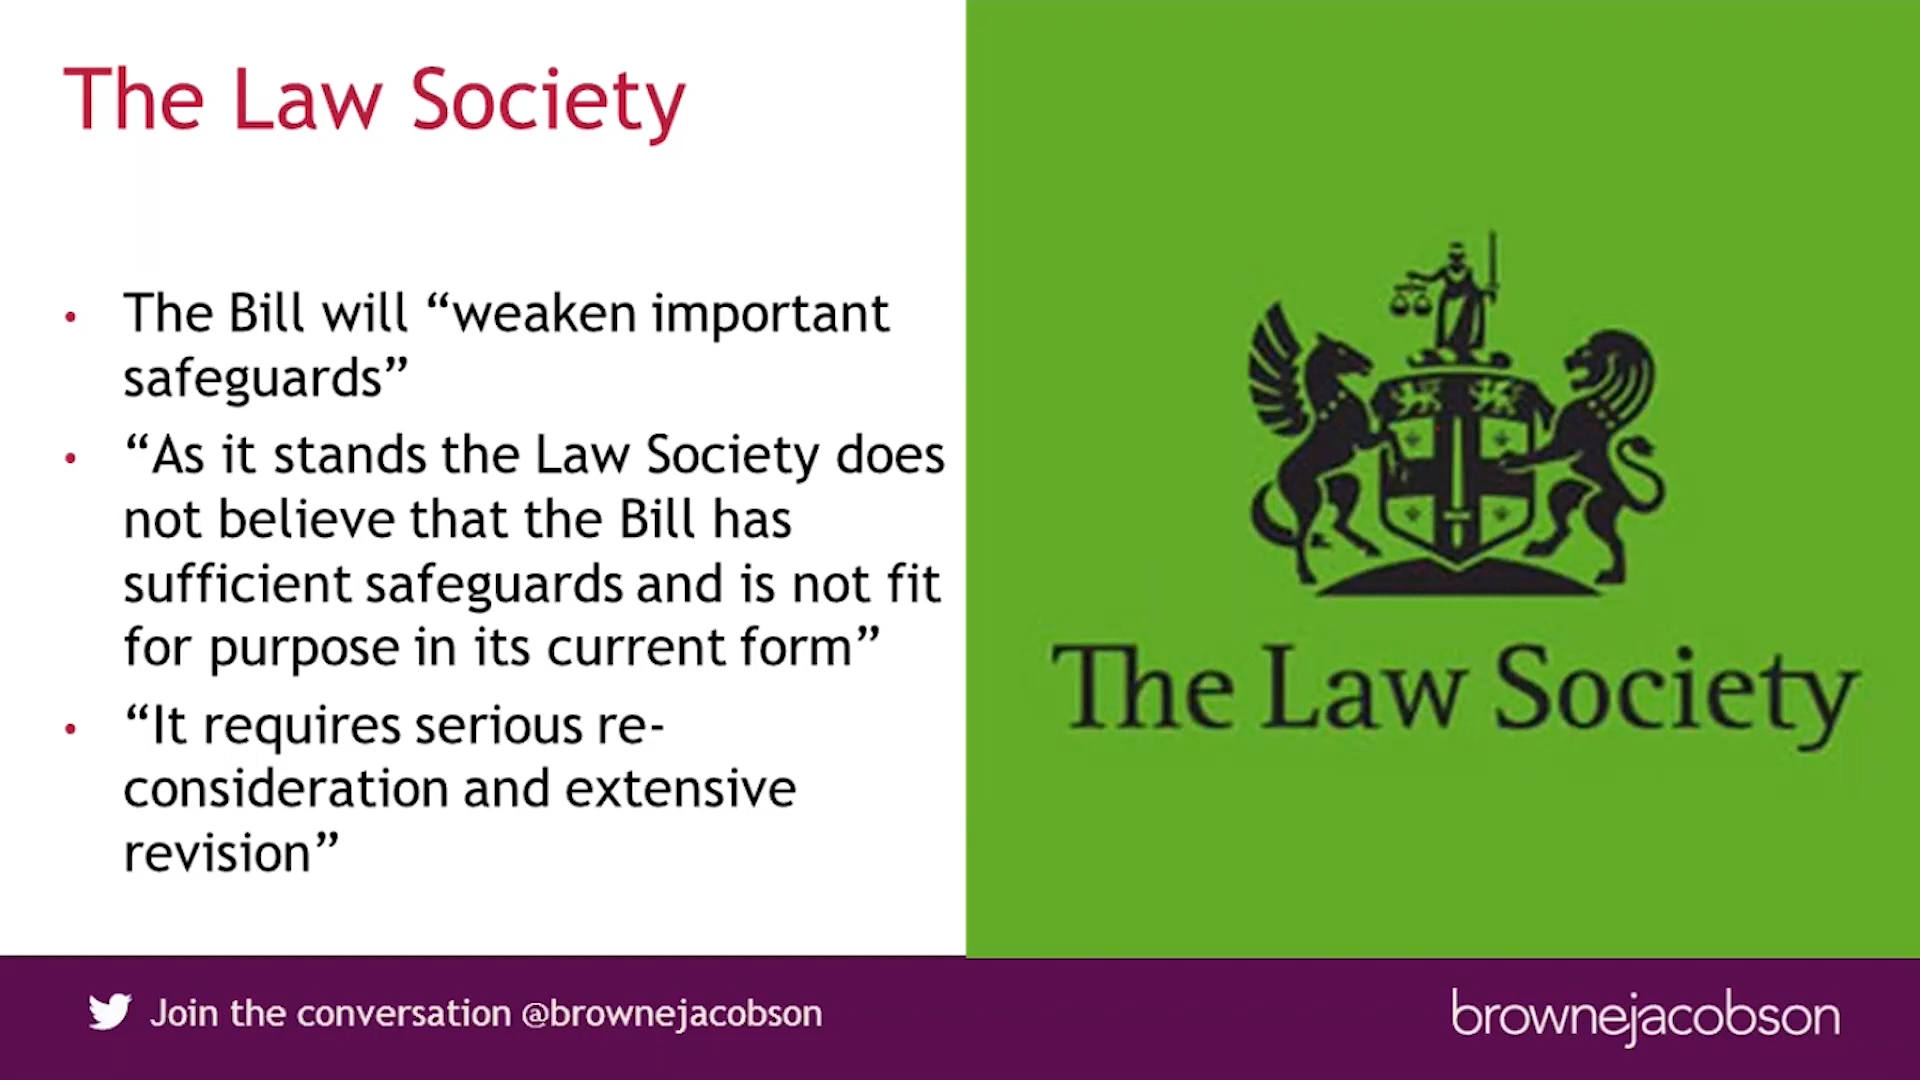 The Law Society
• The Bill will “weaken important
safeguards”
• “As it stands the Law Society does
not believe that the Bill has
sufficient safeguards and is not fit
for purpose in its current form”
• “It requires serious re-
consideration and extensive
revision”
The Law Society
Join the conversation @brownejacobson
brownejacobson